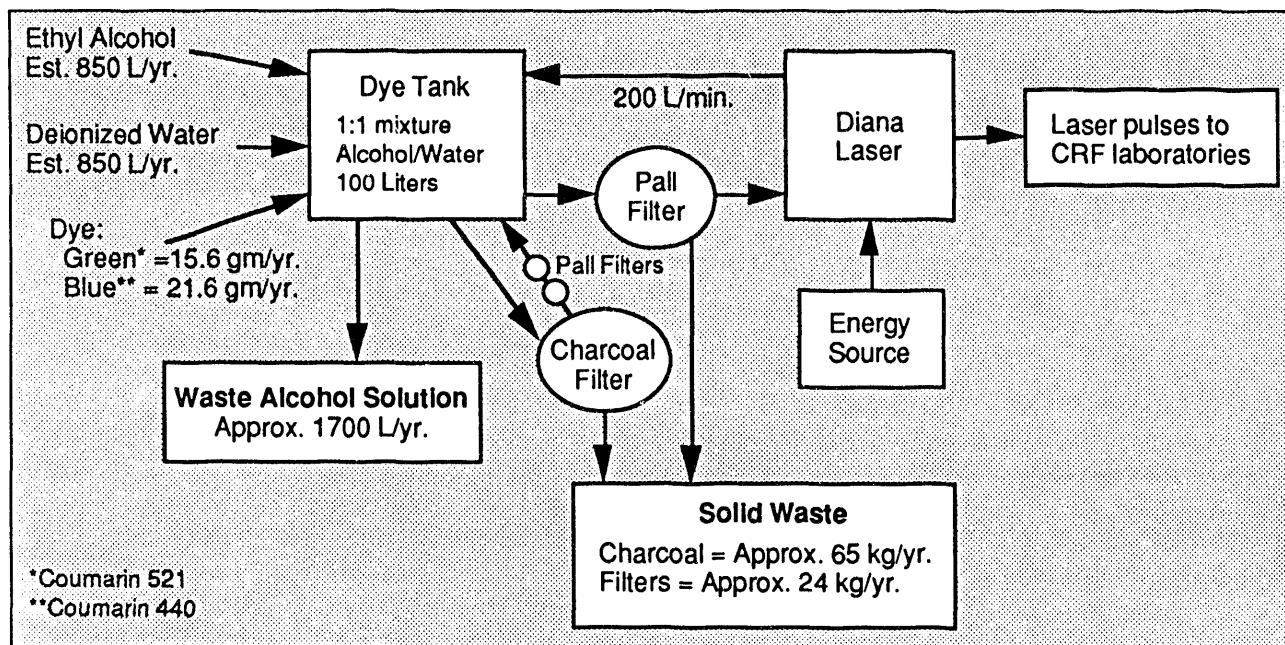 Ethyl Alcohol
Est. 850 L/yr.
Deionized Water
Est. 850 L/yr.
Dye:
Green* =15.6 gm/yr.
Blue** = 21.6 gm/yr.
Dye Tank
1:1 mixture
Alcohol/Water
100 Liters
200 L/min.
Diana
Laser
Laser pulses to
CRF laboratories
Pall
Filter
Pall Filters
Charcoal
Filter
Energy
Source
Waste Alcohol Solution
Approx. 1700 L/yr.
Solid Waste
Charcoal = Approx. 65 kg/yr.
Filters = Approx. 24 kg/yr.
*Coumarin 521
**Coumarin 440